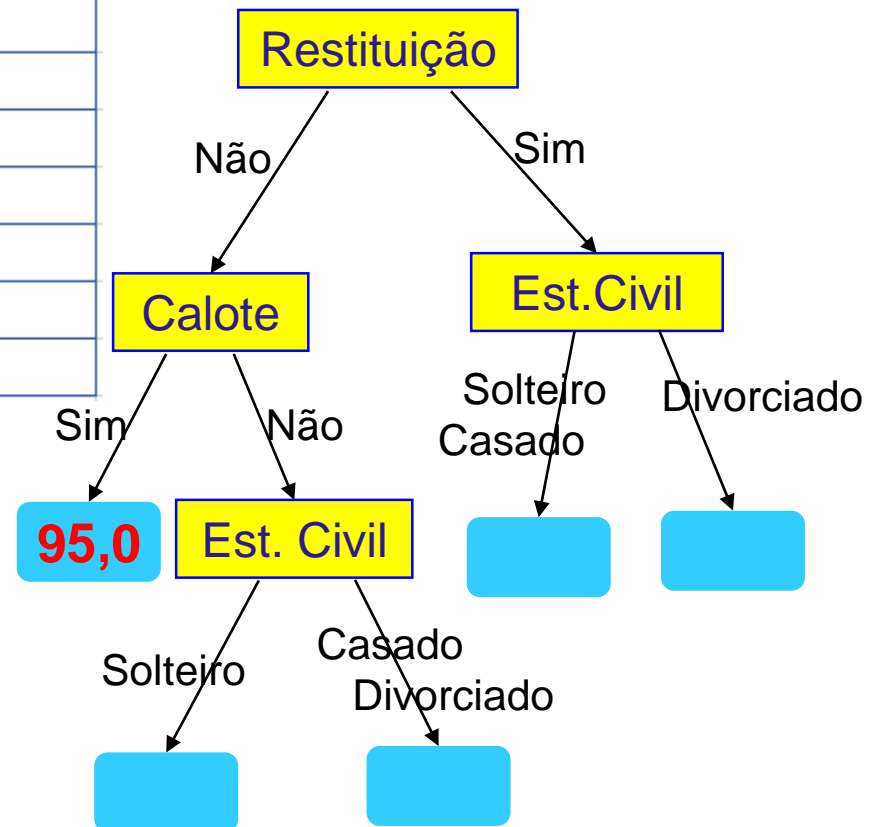 Restituição
Não
Sim
Calote
Est.Civil
Sim
Não
Solteiro
Casado
Divorciado
95,0
Est. Civil
Solteiro
Casado
Divorciado